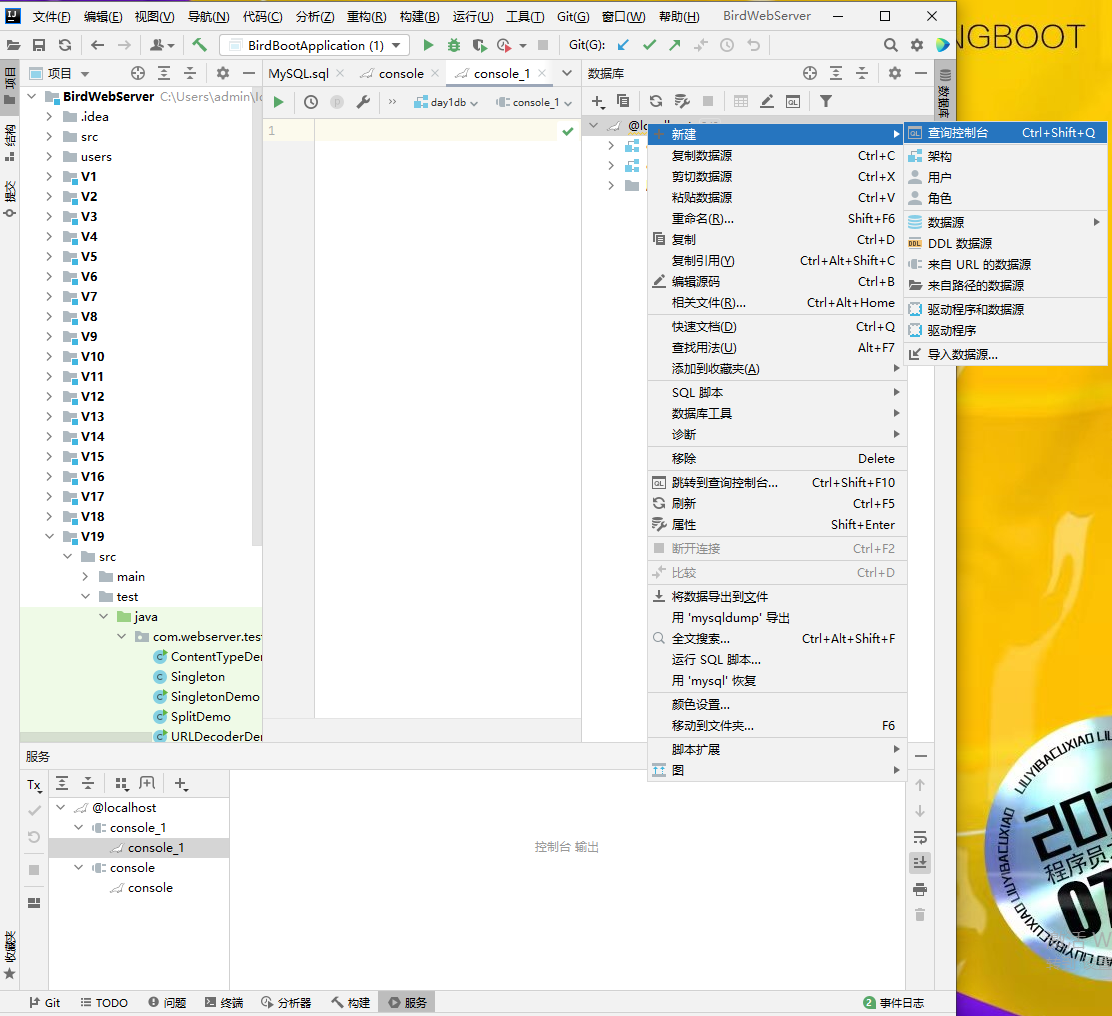 文件(F) 编辑(E) 视图(V) 导航(N) 代码(C) 分析(Z) 重构(R) 构建(B) 运行(U) 工具(T) Git(G) 窗口(W) 帮助(H) BirdWebServer
NGBOOT
BirdBootApplication (1) Git(G):
项目
项目
MySQL.sql console console_1
数据库
数据库
BirdWebServer C:\Users\admin\Id
day1db console_1
1
.idea
src
users
V1
V2
V3
V4
V5
V6
V7
V8
V9
V10
V11
V12
V13
V14
V15
V16
V17
V18
V19
src
main
test
java
com.webserver.test
ContentTypeDer
Singleton
SingletonDemo
SplitDemo
URLDecoderDer
结构
提交
收藏夹
新建
复制数据源 Ctrl+C
剪切数据源 Ctrl+X
粘贴数据源 Ctrl+V
重命名(R)... Shift+F6
复制 Ctrl+D
复制引用(Y) Ctrl+Alt+Shift+C
编辑源码 Ctrl+B
相关文件(R)... Ctrl+Alt+Home
快速文档(D) Ctrl+Q
查找用法(U) Alt+F7
添加到收藏夹(A)
SQL 脚本
数据库工具
诊断
移除 Delete
跳转到查询控制台... Ctrl+Shift+F10
刷新 Ctrl+F5
属性 Shift+Enter
断开连接 Ctrl+F2
比较 Ctrl+D
将数据导出到文件
用 'mysqldump' 导出
全文搜索... Ctrl+Alt+Shift+F
运行 SQL 脚本...
用 'mysql' 恢复
颜色设置...
移动到文件夹... F6
脚本扩展
图
QL 查询控制台 Ctrl+Shift+Q
架构
用户
角色
数据源
DDL DDL 数据源
来自 URL 的数据源
来自路径的数据源
驱动程序和数据源
驱动程序
导入数据源...
服务
Tx
@localhost
console_1
console_1
console
console
控制台 输出
Git TODO 问题 终端 分析器 构建 服务 2 事件日志
LIUYIBACUXIAO LIUYIBACUXIAO
202
程序员
07